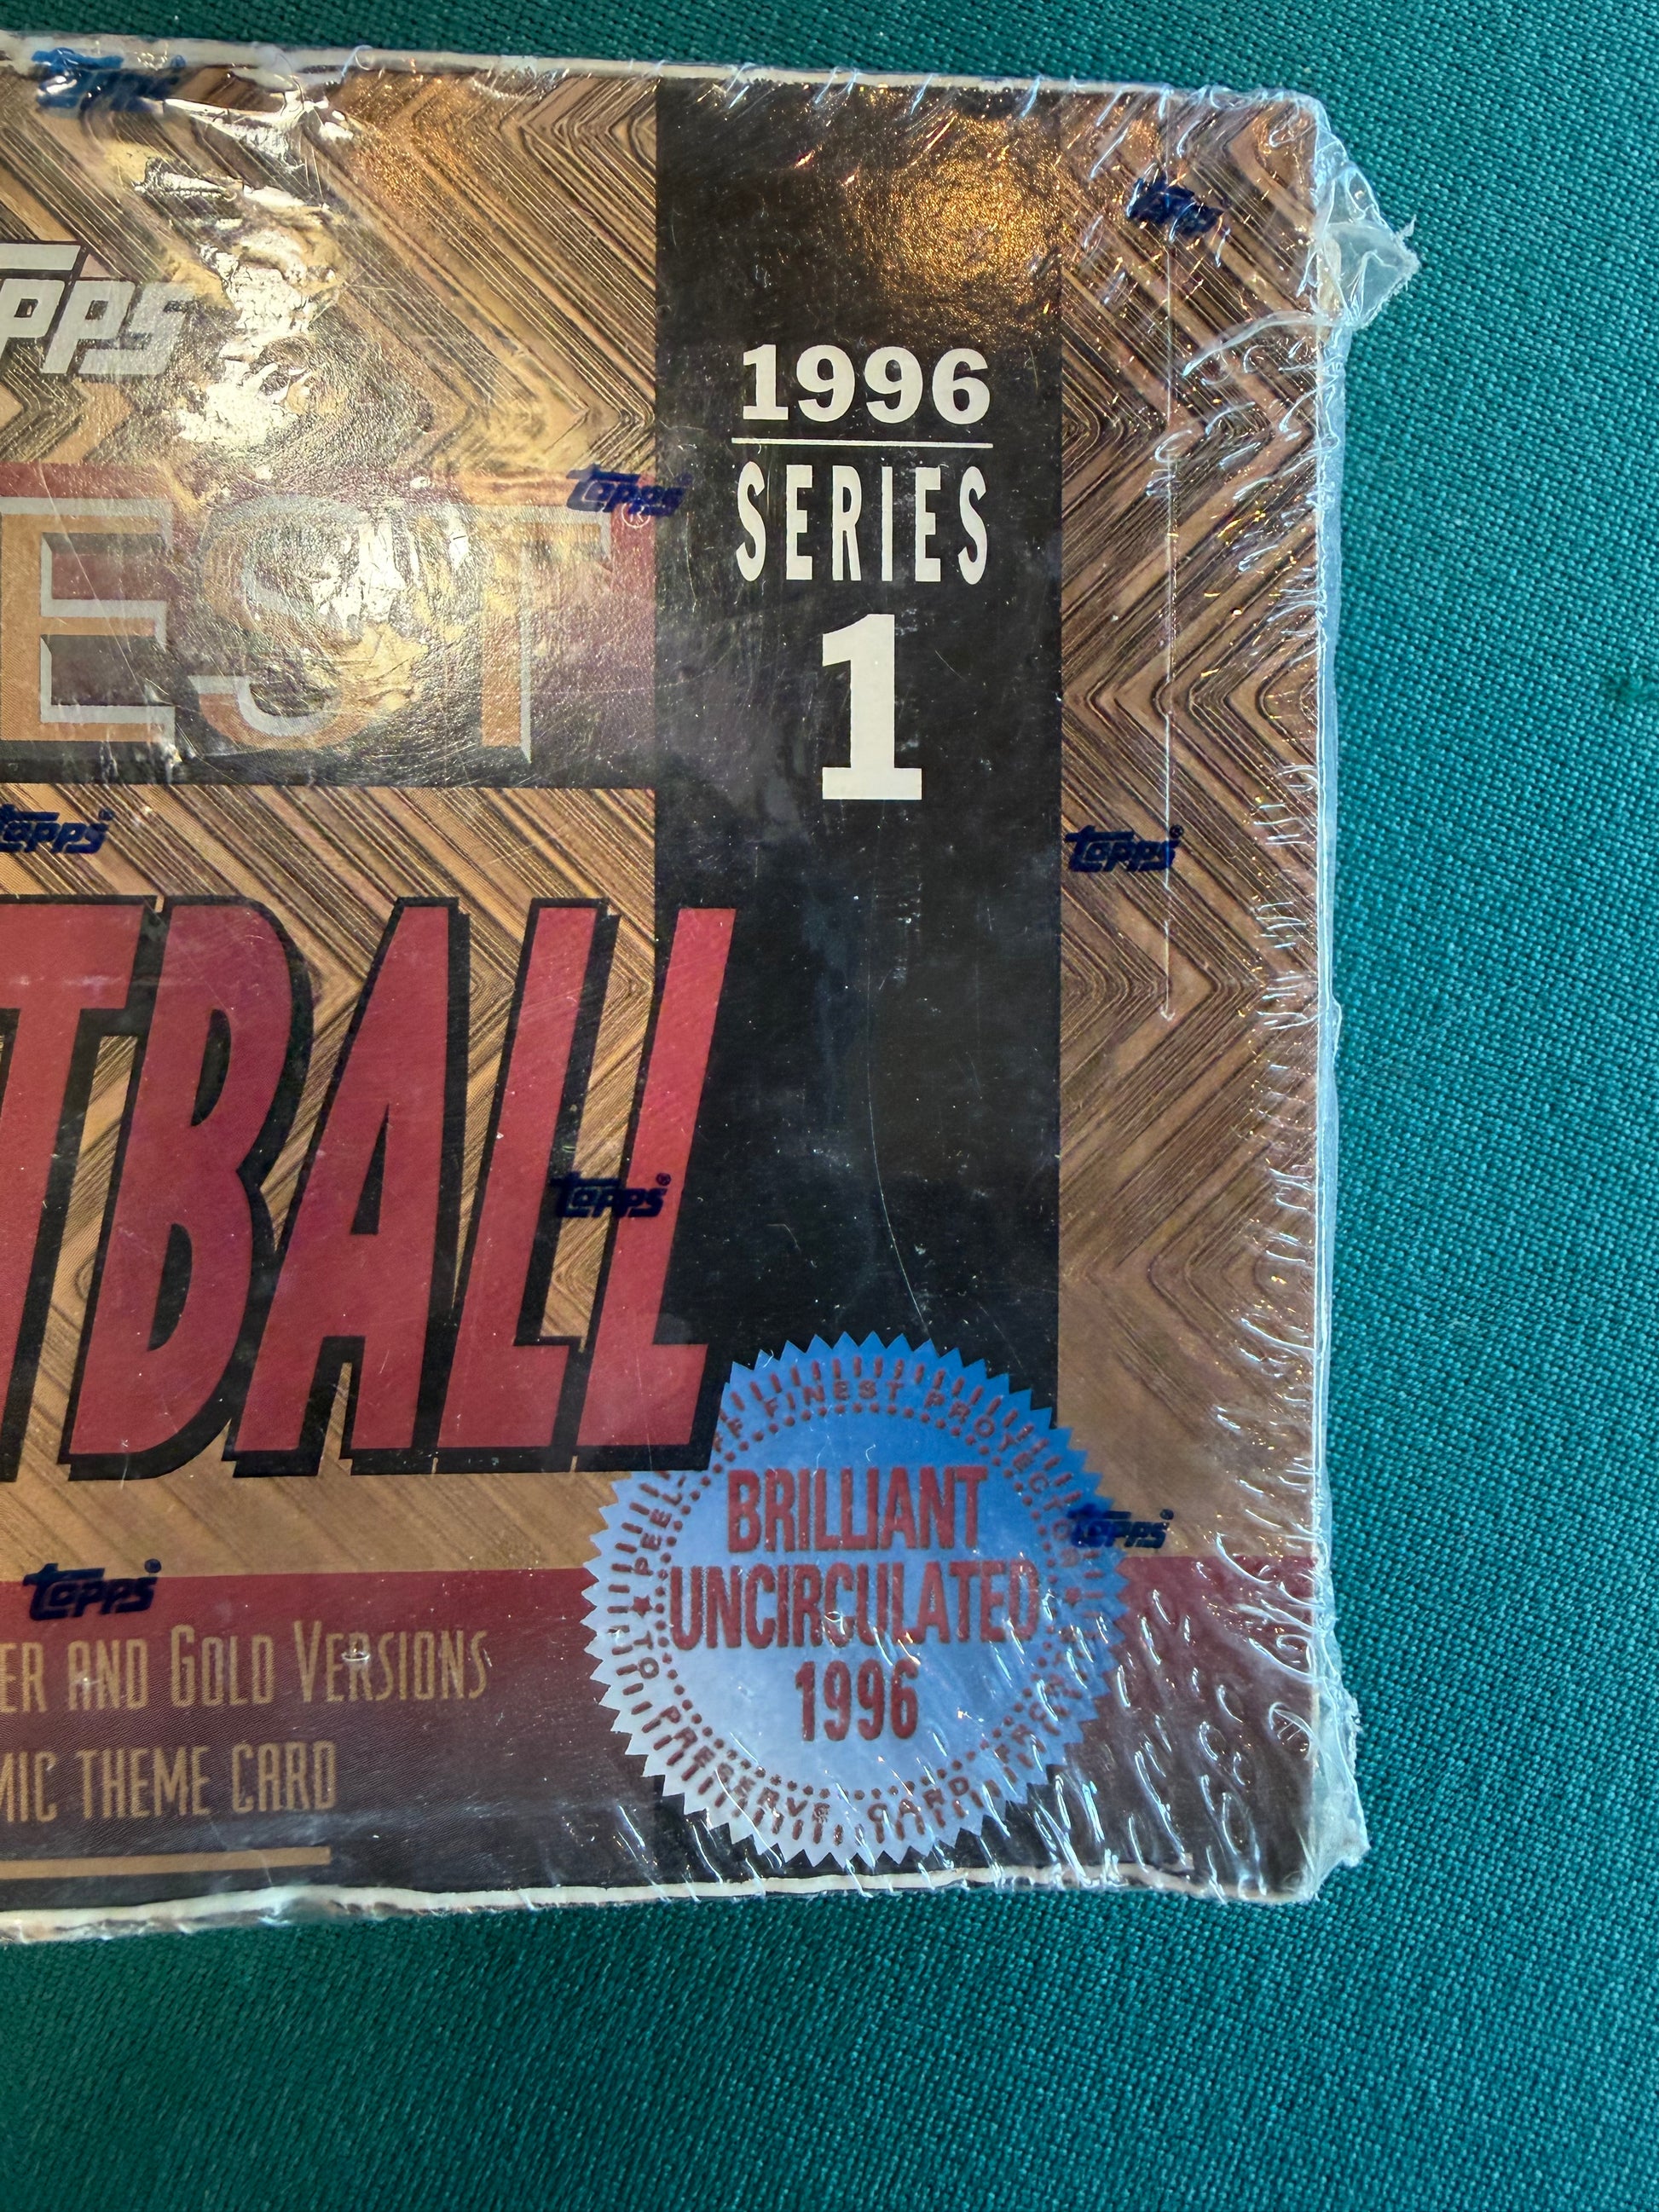 Topps
1996
SERIES
1
EST®
Topps
Topps®
Topps®
TBALL
Topps®
BRILLIANT
UNCIRCULATED
1996
PEEL-OFF FINEST PROTECTOR
TO PRESERVE CARD
Topps®
Topps®
ER AND GOLD VERSIONS
MIC THEME CARD